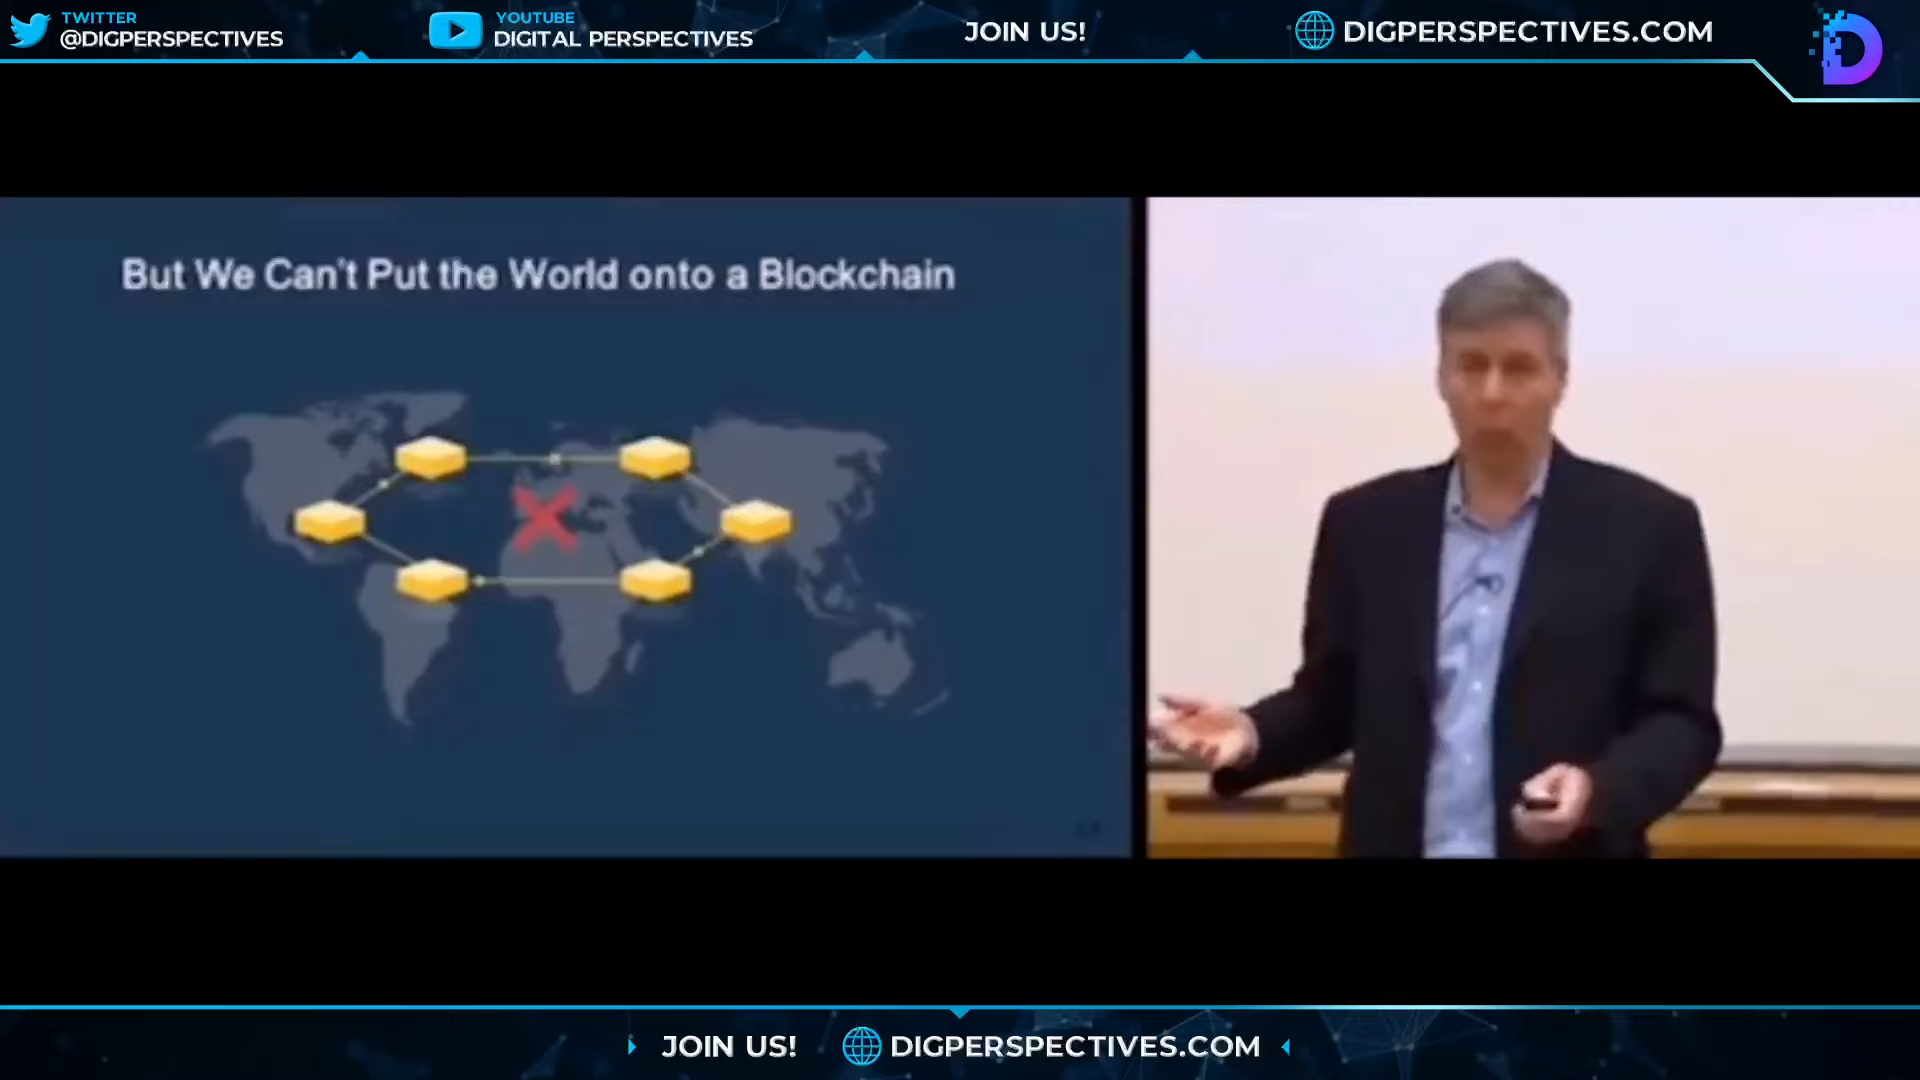 TWITTER
@DIGPERSPECTIVES
YOUTUBE
DIGITAL PERSPECTIVES
JOIN US!
DIGPERSPECTIVES.COM
But We Can't Put the World onto a Blockchain
JOIN US!
DIGPERSPECTIVES.COM